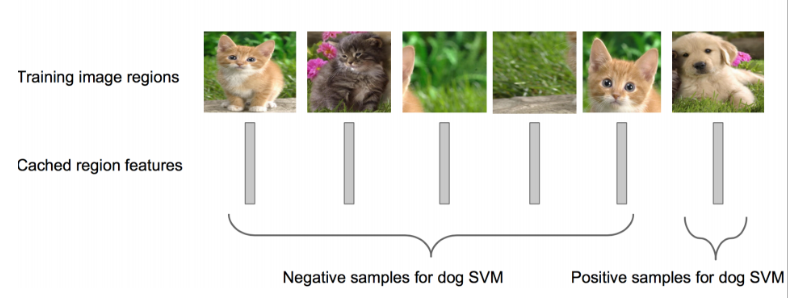 Training image regions
Cached region features
Negative samples for dog SVM
Positive samples for dog SVM